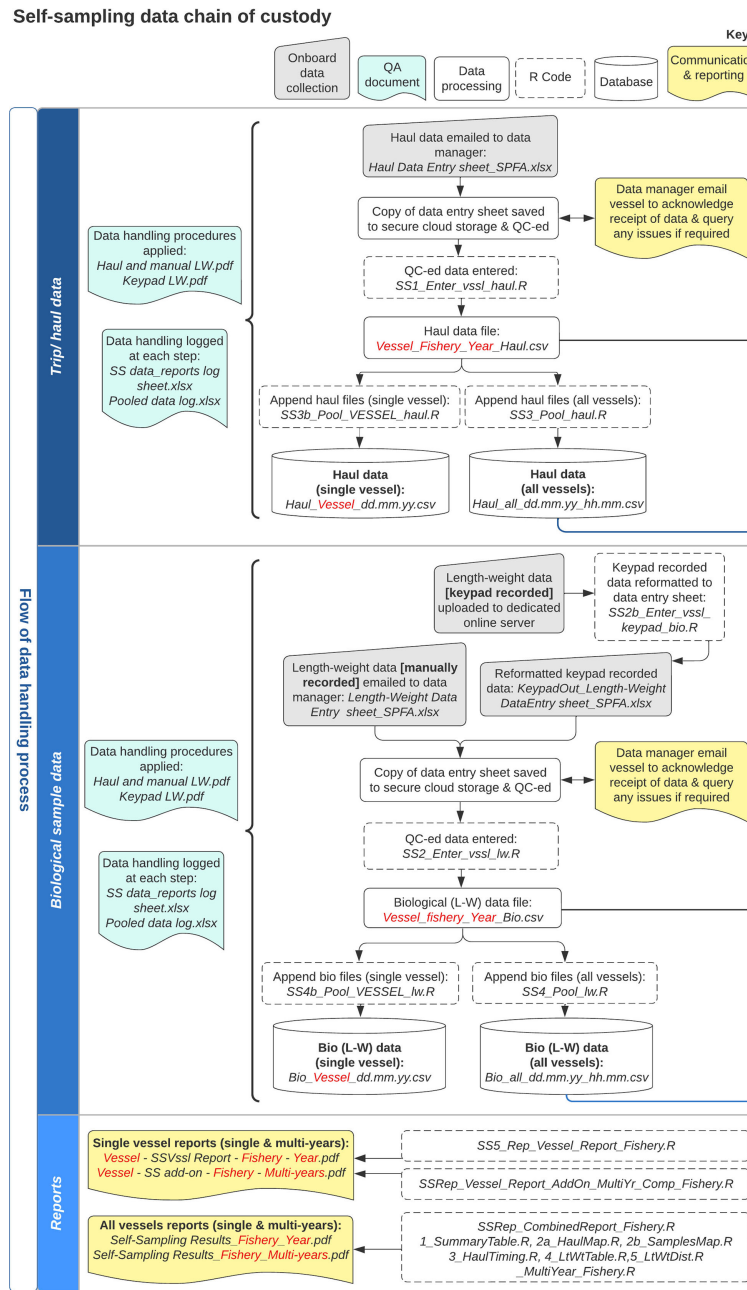 Self-sampling data chain of custody
Key
Onboard
data
collection
QA
document
Data
processing
R Code
Database
Communication
& reporting
Flow of data handling process
Trip/ haul data
Data handling procedures
applied:
Haul and manual LW.pdf
Keypad LW.pdf
Data handling logged
at each step:
SS data_reports log
sheet.xlsx
Pooled data log.xlsx
Haul data emailed to data
manager:
Haul Data Entry sheet_SPFA.xlsx
Copy of data entry sheet saved
to secure cloud storage & QC-ed
Data manager email
vessel to acknowledge
receipt of data & query
any issues if required
QC-ed data entered:
SS1_Enter_vssl_haul.R
Haul data file:
Vessel_Fishery_Year_Haul.csv
Append haul files (single vessel):
SS3b_Pool_VESSEL_haul.R
Append haul files (all vessels):
SS3_Pool_haul.R
Haul data
(single vessel):
Haul_Vessel_dd.mm.yy.csv
Haul data
(all vessels):
Haul_all_dd.mm.yy_hh.mm.csv
Biological sample data
Data handling procedures
applied:
Haul and manual LW.pdf
Keypad LW.pdf
Data handling logged
at each step:
SS data_reports log
sheet.xlsx
Pooled data log.xlsx
Length-weight data
[keypad recorded]
uploaded to dedicated
online server
Keypad recorded
data reformatted to
data entry sheet:
SS2b_Enter_vssl_
keypad_bio.R
Length-weight data [manually
recorded] emailed to data
manager: Length-Weight Data
Entry sheet_SPFA.xlsx
Reformatted keypad recorded
data: KeypadOut_Length-Weight
DataEntry sheet_SPFA.xlsx
Copy of data entry sheet saved
to secure cloud storage & QC-ed
Data manager email
vessel to acknowledge
receipt of data & query
any issues if required
QC-ed data entered:
SS2_Enter_vssl_lw.R
Biological (L-W) data file:
Vessel_fishery_Year_Bio.csv
Append bio files (single vessel):
SS4b_Pool_VESSEL_lw.R
Append bio files (all vessels):
SS4_Pool_lw.R
Bio (L-W) data
(single vessel):
Bio_Vessel_dd.mm.yy.csv
Bio (L-W) data
(all vessels):
Bio_all_dd.mm.yy_hh.mm.csv
Reports
Single vessel reports (single & multi-years):
Vessel - SSVssl Report - Fishery - Year.pdf
Vessel - SS add-on - Fishery - Multi-years.pdf
SS5_Rep_Vessel_Report_Fishery.R
SSRep_Vessel_Report_AddOn_MultiYr_Comp_Fishery.R
All vessels reports (single & multi-years):
Self-Sampling Results_Fishery_Year.pdf
Self-Sampling Results_Fishery_Multi-years.pdf
SSRep_CombinedReport_Fishery.R
1_SummaryTable.R, 2a_HaulMap.R, 2b_SamplesMap.R
3_HaulTiming.R, 4_LtWtTable.R,5_LtWtDist.R
_MultiYear_Fishery.R